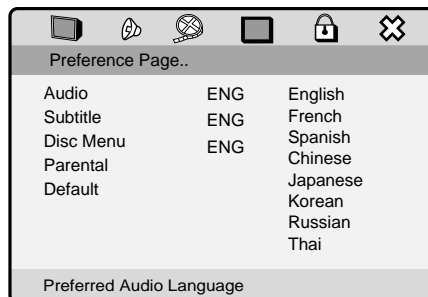 Preference Page..
Audio ENG English
Subtitle ENG French
Disc Menu ENG Spanish
Parental Chinese
Default Japanese
Korean
Russian
Thai
Preferred Audio Language